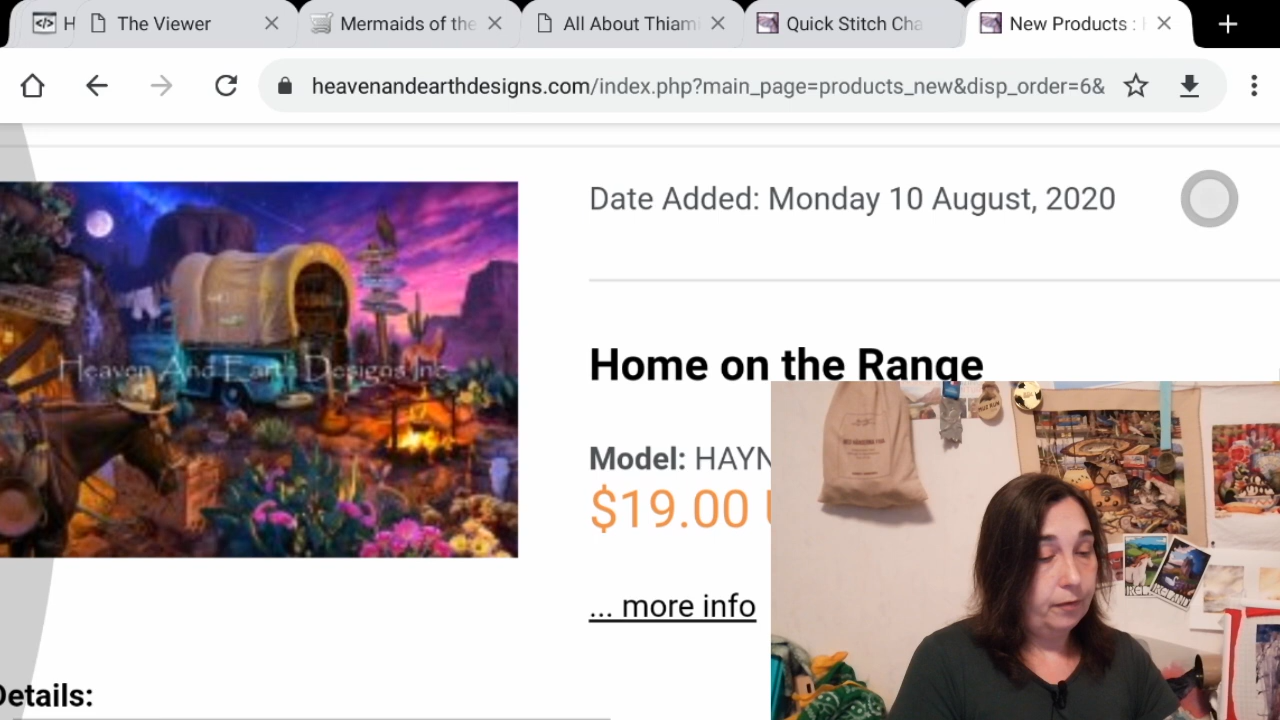 The Viewer
Mermaids of the
All About Thiami
Quick Stitch Cha
New Products :
heavenandearthdesigns.com/index.php?main_page=products_new&disp_order=6&
Date Added: Monday 10 August, 2020
Heaven And Earth Designs Inc
Home on the Range
Model: HAYN
$19.00
... more info
Details:
IRELAND